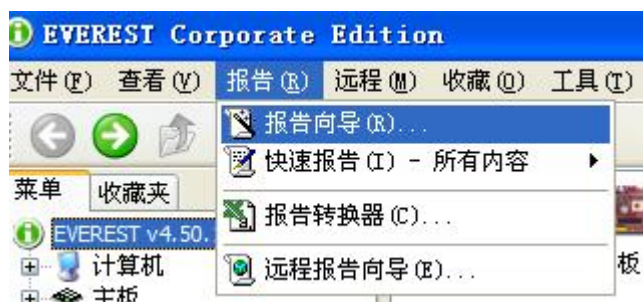 EVEREST Corporate Edition
文件(F) 查看(V) 报告(R) 远程(M) 收藏(O) 工具(T)
报告向导(R)...
快速报告(I) - 所有内容
菜单 收藏夹
报告转换器(C)...
EVEREST v4.50.
计算机
远程报告向导(E)...
板
主板